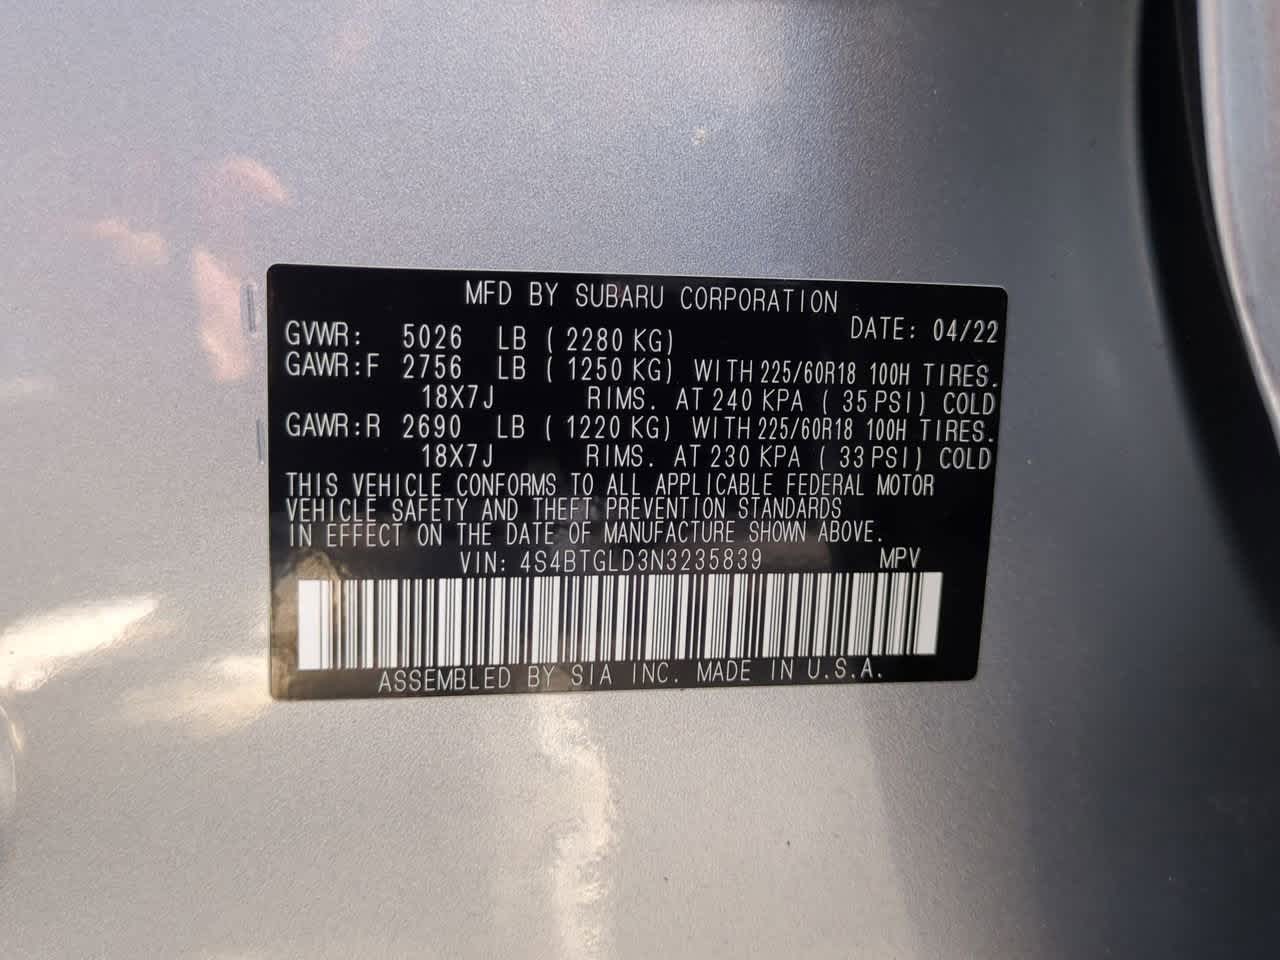 MFD BY SUBARU CORPORATION
DATE: 04/22
GVWR: 5026 LB ( 2280 KG)
GAWR:F 2756 LB ( 1250 KG) WITH 225/60R18 100H TIRES.
18X7J RIMS. AT 240 KPA ( 35 PSI) COLD
GAWR:R 2690 LB ( 1220 KG) WITH 225/60R18 100H TIRES.
18X7J RIMS. AT 230 KPA ( 33 PSI) COLD
THIS VEHICLE CONFORMS TO ALL APPLICABLE FEDERAL MOTOR
VEHICLE SAFETY AND THEFT PREVENTION STANDARDS
IN EFFECT ON THE DATE OF MANUFACTURE SHOWN ABOVE.
VIN: 4S4BTGLD3N3235839 MPV
ASSEMBLED BY SIA INC. MADE IN U.S.A.